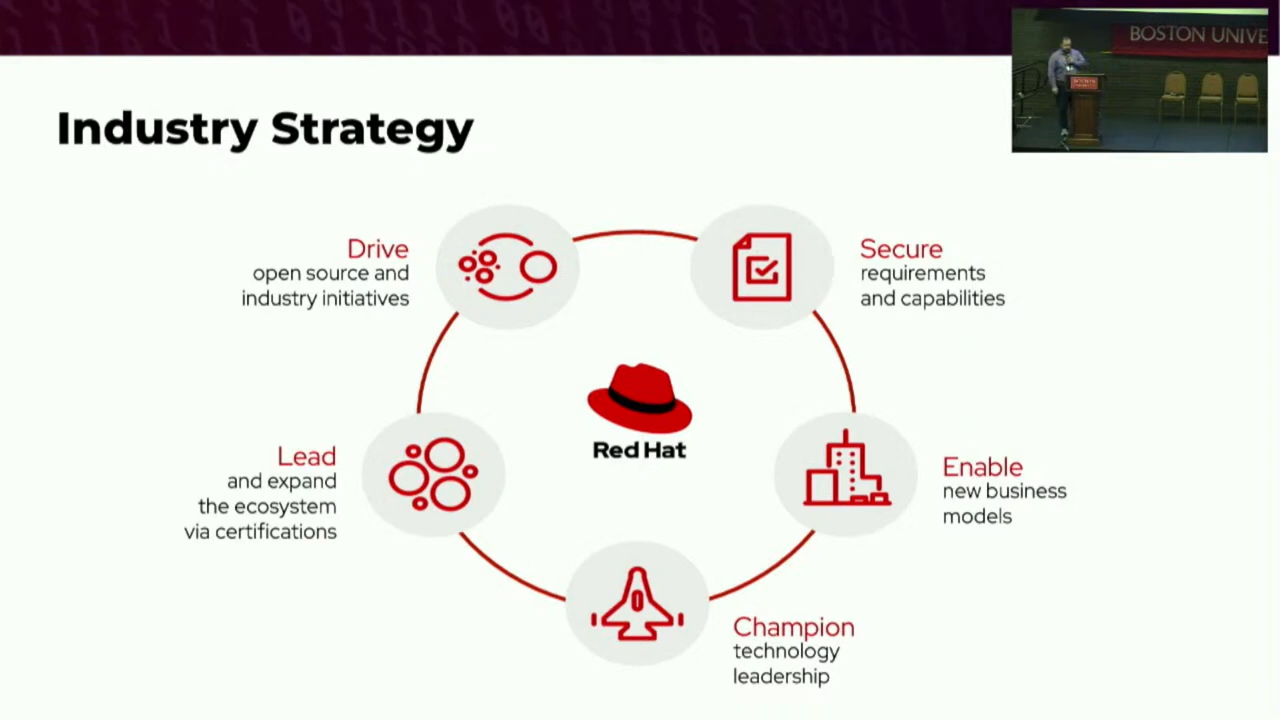 BOSTON UNIVE
Industry Strategy
Drive
open source and
industry initiatives
Secure
requirements
and capabilities
Red Hat
Lead
and expand
the ecosystem
via certifications
Enable
new business
models
Champion
technology
leadership